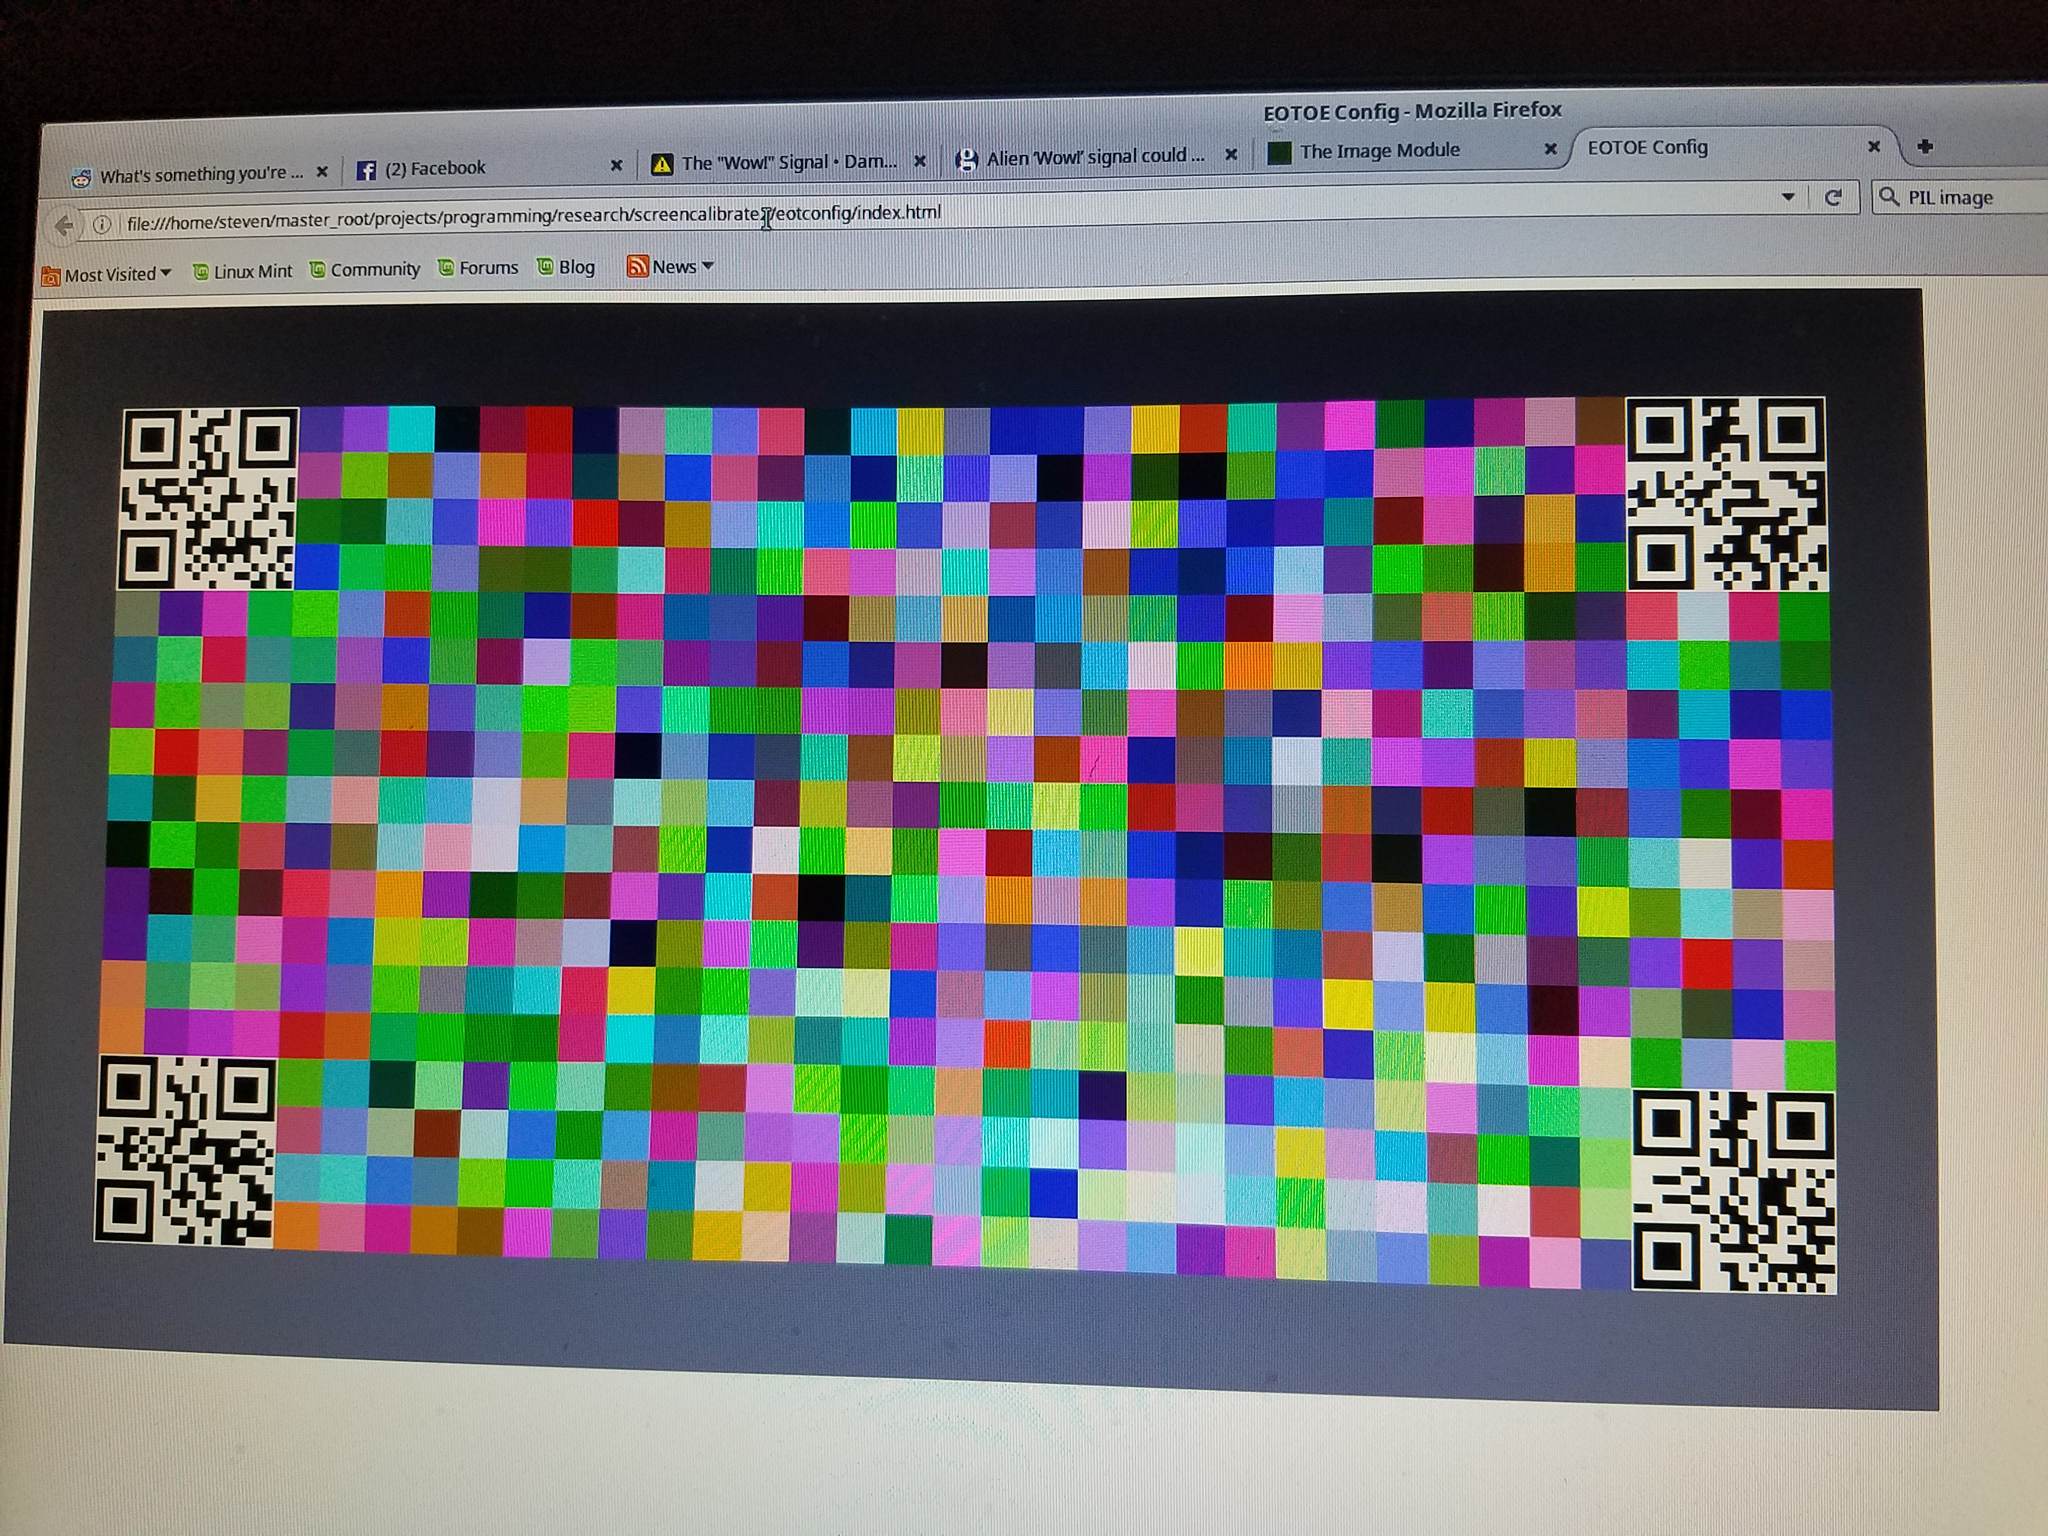 EOTOE Config - Mozilla Firefox
What's something you're ...
(2) Facebook
The "Wow!" Signal • Dam...
Alien 'Wow!' signal could ...
The Image Module
EOTOE Config
file:///home/steven/master_root/projects/programming/research/screencalibrate2/eotconfig/index.html
PIL image
Most Visited
Linux Mint
Community
Forums
Blog
News